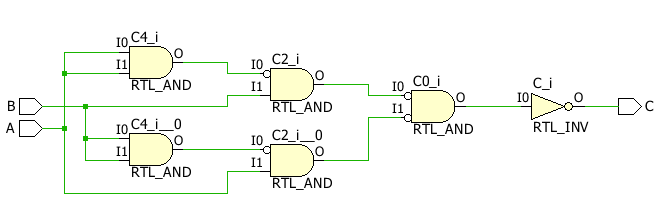 C4_i
I0
I1
O
RTL_AND
C2_i
I0
I1
O
RTL_AND
C0_i
I0
I1
O
RTL_AND
C_i
I0
O
RTL_INV
B
A
C
C4_i__0
I0
I1
O
RTL_AND
C2_i__0
I0
I1
O
RTL_AND